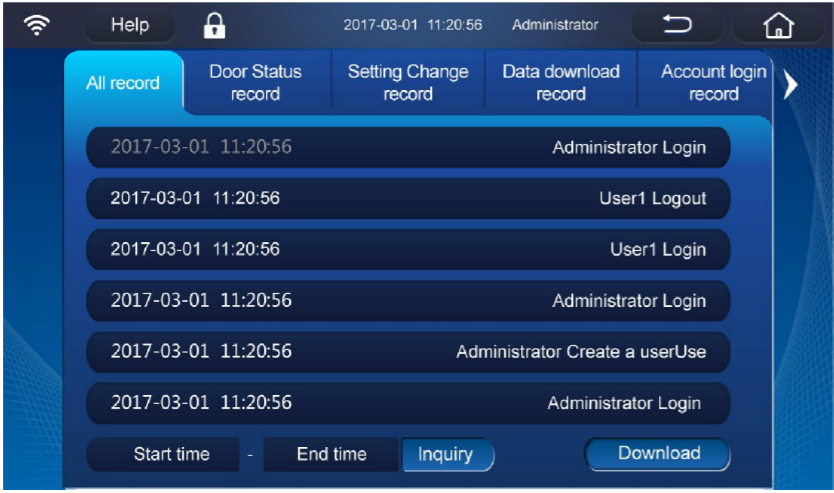 Help 2017-03-01 11:20:56 Administrator
All record
Door Status
record
Setting Change
record
Data download
record
Account login
record
2017-03-01 11:20:56 Administrator Login
2017-03-01 11:20:56 User1 Logout
2017-03-01 11:20:56 User1 Login
2017-03-01 11:20:56 Administrator Login
2017-03-01 11:20:56 Administrator Create a userUse
2017-03-01 11:20:56 Administrator Login
Start time - End time Inquiry Download